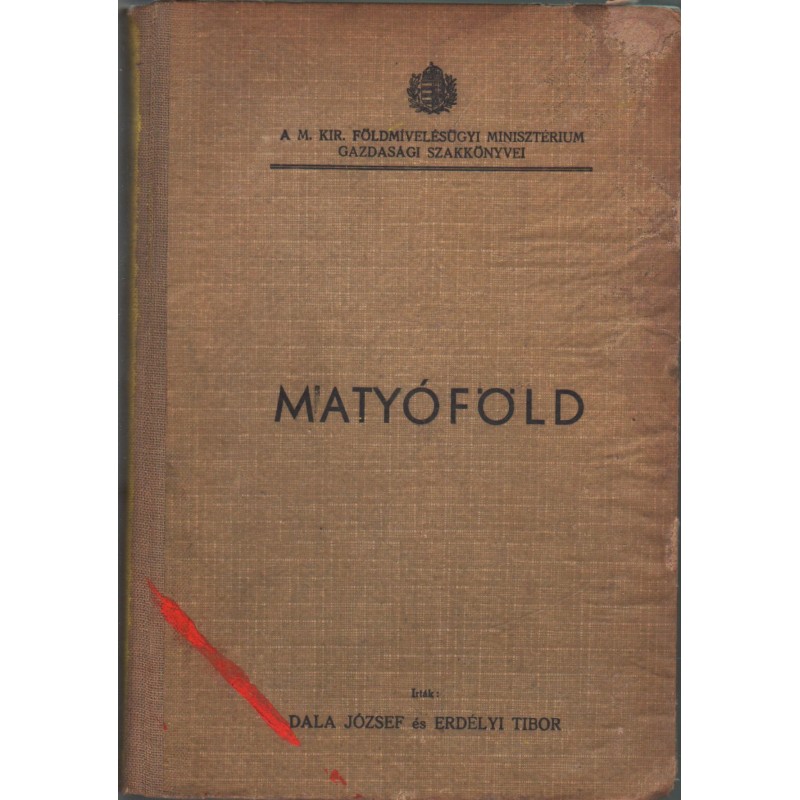 A M. KIR. FÖLDMÍVELÉSÜGYI MINISZTÉRIUM
GAZDASÁGI SZAKKÖNYVEI
MATYÓFÖLD
Írták:
DALA JÓZSEF és ERDÉLYI TIBOR